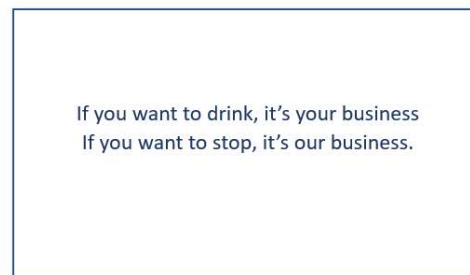 If you want to drink, it’s your business
If you want to stop, it’s our business.